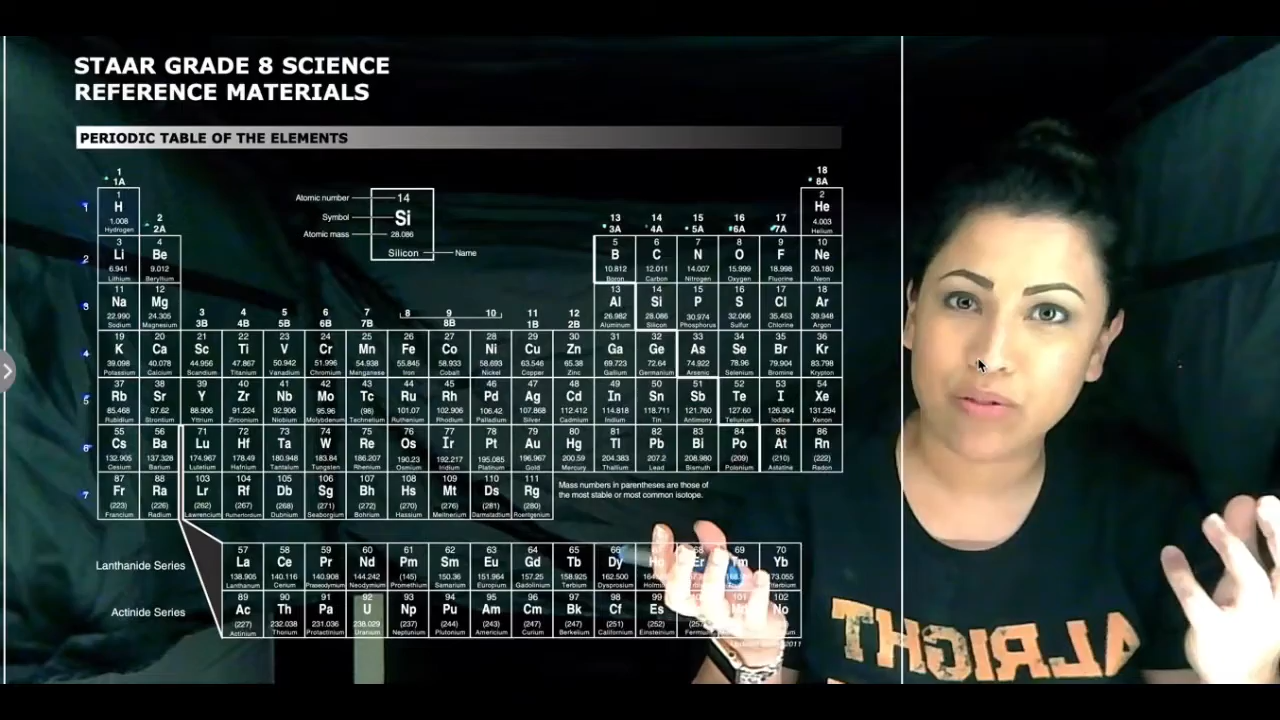 STAAR GRADE 8 SCIENCE
REFERENCE MATERIALS
PERIODIC TABLE OF THE ELEMENTS
1 18
1A 8A
1 2
H He
1.008 4.003
Hydrogen Helium
2 13 14 15 16 17
2A 3A 4A 5A 6A 7A
Atomic number 14
Symbol Si
Atomic mass 28.086
Silicon Name
3 4 5 6 7 8 9 10
Li Be B C N O F Ne
6.941 9.012 10.812 12.011 14.007 15.999 18.998 20.180
Lithium Beryllium Boron Carbon Nitrogen Oxygen Fluorine Neon
11 12 13 14 15 16 17 18
Na Mg Al Si P S Cl Ar
22.990 24.305 26.982 28.086 30.974 32.066 35.453 39.948
Sodium Magnesium Aluminum Silicon Phosphorus Sulfur Chlorine Argon
3 4 5 6 7 8 9 10 11 12
3B 4B 5B 6B 7B 8B 1B 2B
19 20 21 22 23 24 25 26 27 28 29 30 31 32 33 34 35 36
K Ca Sc Ti V Cr Mn Fe Co Ni Cu Zn Ga Ge As Se Br Kr
39.098 40.078 44.956 47.867 50.942 51.996 54.938 55.845 58.933 58.693 63.546 65.38 69.723 72.64 74.922 78.96 79.904 83.798
Potassium Calcium Scandium Titanium Vanadium Chromium Manganese Iron Cobalt Nickel Copper Zinc Gallium Germanium Arsenic Selenium Bromine Krypton
37 38 39 40 41 42 43 44 45 46 47 48 49 50 51 52 53 54
Rb Sr Y Zr Nb Mo Tc Ru Rh Pd Ag Cd In Sn Sb Te I Xe
85.468 87.62 88.906 91.224 92.906 95.96 (98) 101.07 102.906 106.42 107.868 112.412 114.818 118.711 121.760 127.60 126.904 131.294
Rubidium Strontium Yttrium Zirconium Niobium Molybdenum Technetium Ruthenium Rhodium Palladium Silver Cadmium Indium Tin Antimony Tellurium Iodine Xenon
55 56 71 72 73 74 75 76 77 78 79 80 81 82 83 84 85 86
Cs Ba Lu Hf Ta W Re Os Ir Pt Au Hg Tl Pb Bi Po At Rn
132.905 137.328 174.967 178.49 180.948 183.84 186.207 190.23 192.217 195.085 196.967 200.59 204.383 207.2 208.980 (209) (210) (222)
Cesium Barium Lutetium Hafnium Tantalum Tungsten Rhenium Osmium Iridium Platinum Gold Mercury Thallium Lead Bismuth Polonium Astatine Radon
87 88 103 104 105 106 107 108 109 110 111
Fr Ra Lr Rf Db Sg Bh Hs Mt Ds Rg
(223) (226) (262) (267) (268) (271) (272) (270) (276) (281) (280)
Francium Radium Lawrencium Rutherfordium Dubnium Seaborgium Bohrium Hassium Meitnerium Darmstadtium Roentgenium
1
2
3
4
5
6
7
Mass numbers in parentheses are those of
the most stable or most common isotope.
Lanthanide Series
57 58 59 60 61 62 63 64 65 66 68 69 70
La Ce Pr Nd Pm Sm Eu Gd Tb Dy Ho Er Tm Yb
138.905 140.116 140.908 144.242 (145) 150.36 151.964 157.25 158.925 162.500 173.055
Lanthanum Cerium Praseodymium Neodymium Promethium Samarium Europium Gadolinium Terbium Dysprosium
Actinide Series
89 90 91 92 93 94 95 96 97 98 99 101 102
Ac Th Pa U Np Pu Am Cm Bk Cf Es Md No
(227) 232.038 231.036 238.029 (237) (244) (243) (247) (247) (251) (252)
Actinium Thorium Protactinium Uranium Neptunium Plutonium Americium Curium Berkelium Californium Einsteinium
2011
ALRIGHT